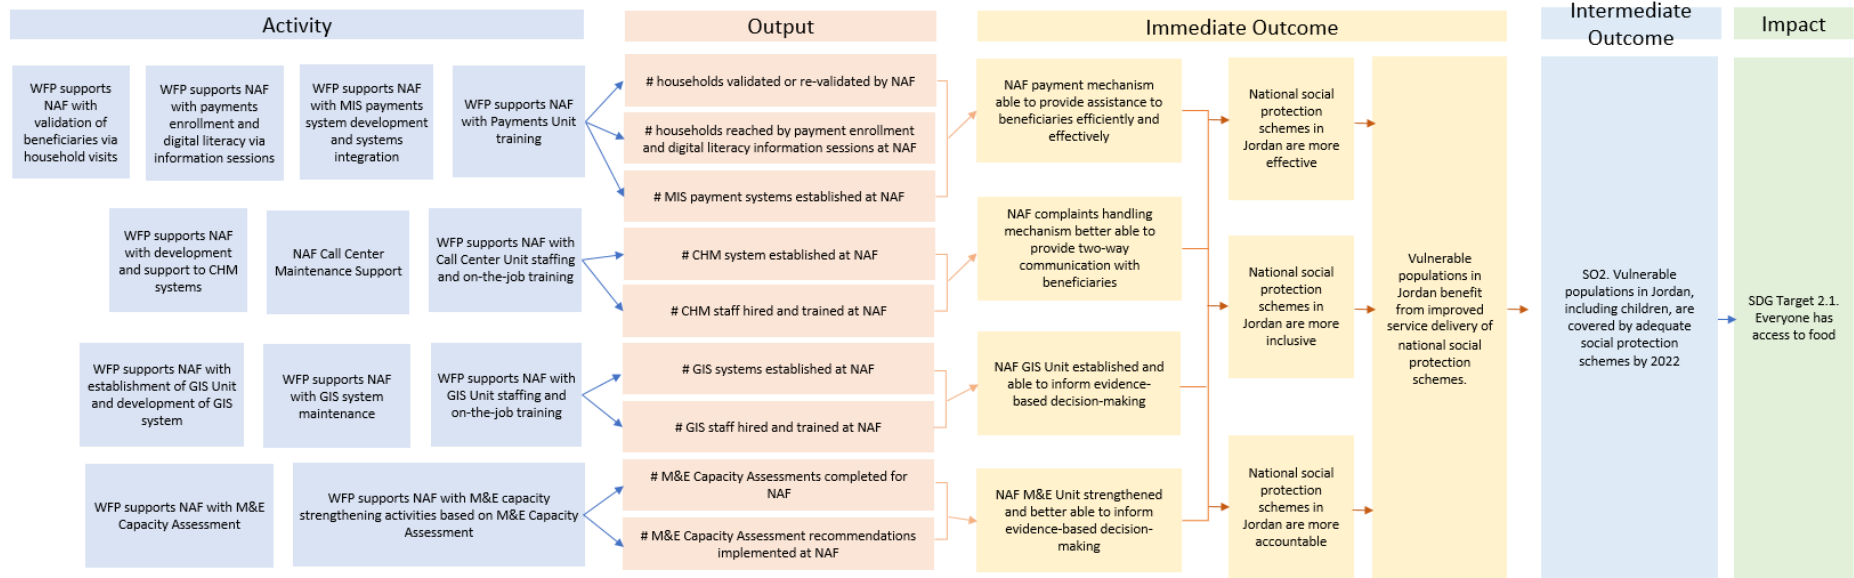 Activity
Output
Immediate Outcome
Intermediate
Outcome
Impact
WFP supports
NAF with
validation of
beneficiaries via
household visits
WFP supports NAF
with payments
enrollment and
digital literacy via
information sessions
WFP supports NAF
with MIS payments
system development
and systems
integration
WFP supports NAF
with Payments Unit
training
# households validated or re-validated by NAF
# households reached by payment enrollment
and digital literacy information sessions at NAF
# MIS payment systems established at NAF
NAF payment mechanism
able to provide assistance to
beneficiaries efficiently and
effectively
WFP supports NAF
with development
and support to CHM
systems
NAF Call Center
Maintenance Support
WFP supports NAF with
Call Center Unit staffing
and on-the-job training
# CHM system established at NAF
# CHM staff hired and trained at NAF
NAF complaints handling
mechanism better able to
provide two-way
communication with
beneficiaries
WFP supports NAF with
establishment of GIS Unit
and development of GIS
system
WFP supports NAF
with GIS system
maintenance
WFP supports NAF with
GIS Unit staffing and
on-the-job training
# GIS systems established at NAF
# GIS staff hired and trained at NAF
NAF GIS Unit established and
able to inform evidence-
based decision-making
WFP supports NAF with M&E
Capacity Assessment
WFP supports NAF with M&E capacity
strengthening activities based on M&E Capacity
Assessment
# M&E Capacity Assessments completed for
NAF
# M&E Capacity Assessment recommendations
implemented at NAF
NAF M&E Unit strengthened
and better able to inform
evidence-based decision-
making
National social
protection
schemes in
Jordan are more
effective
National social
protection
schemes in
Jordan are more
inclusive
National social
protection
schemes in
Jordan are more
accountable
Vulnerable
populations in
Jordan benefit
from improved
service delivery of
national social
protection
schemes.
SO2. Vulnerable
populations in Jordan,
including children, are
covered by adequate
social protection
schemes by 2022
SDG Target 2.1.
Everyone has
access to food